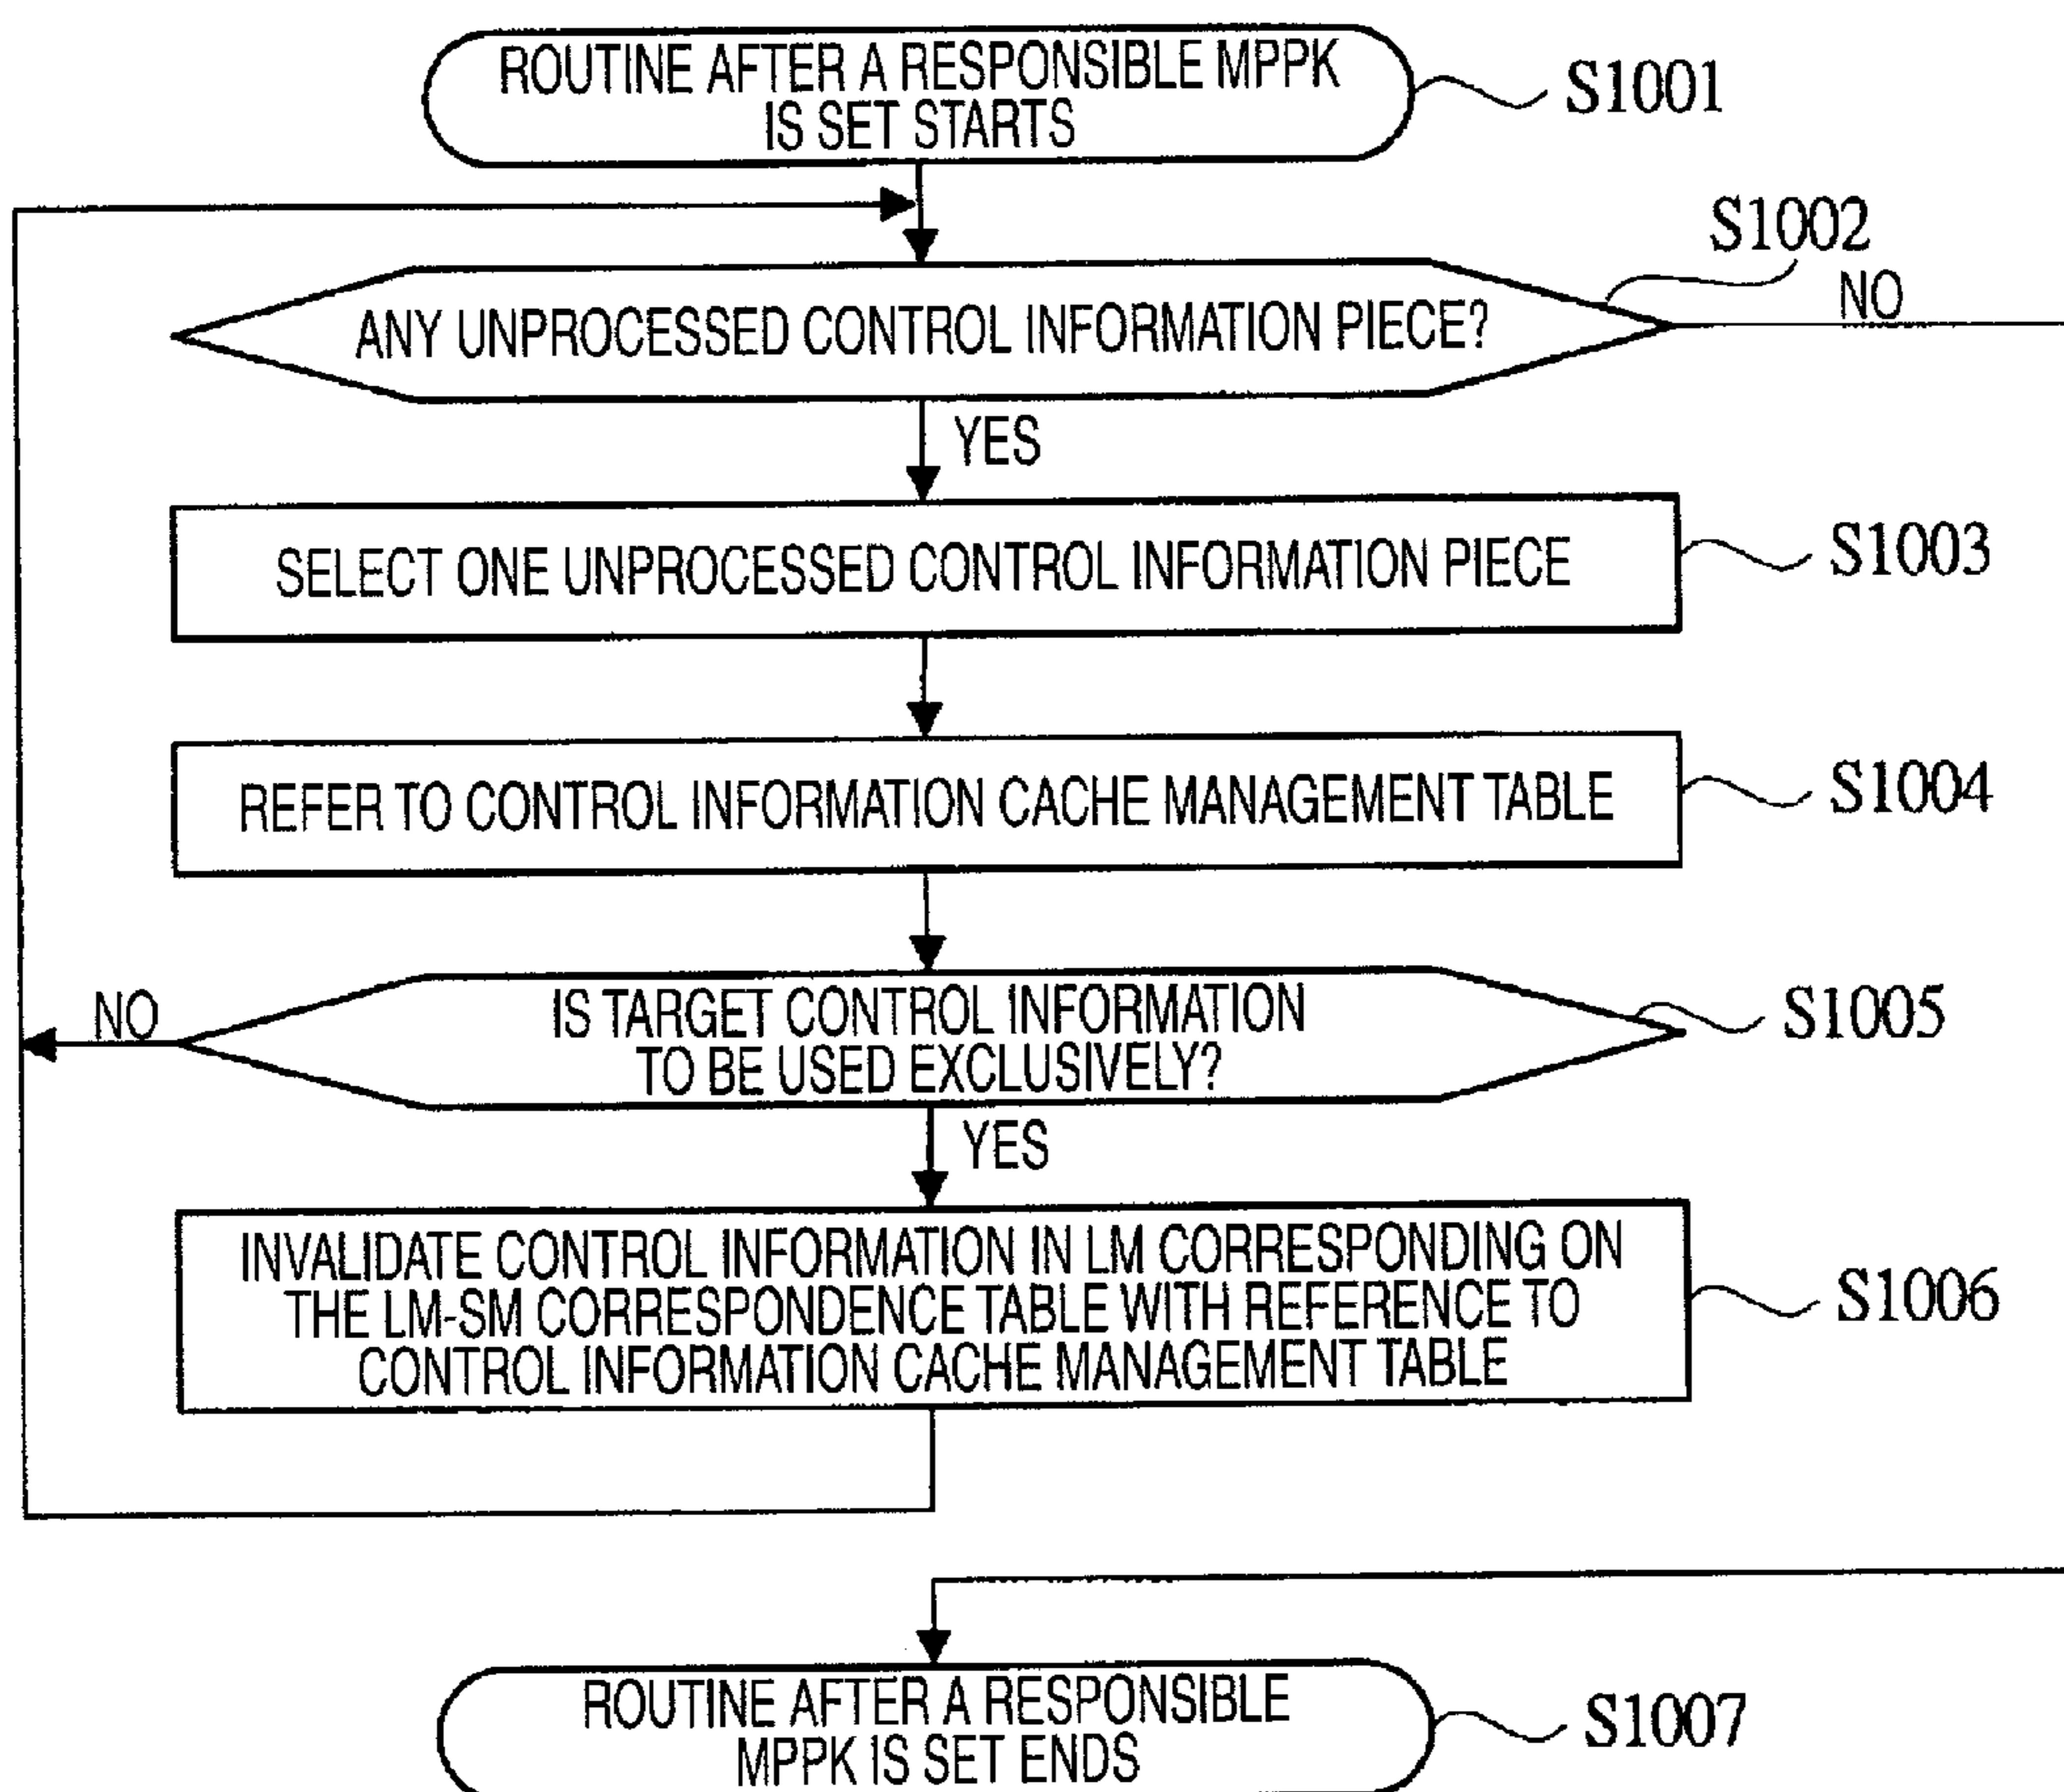 ROUTINE AFTER A RESPONSIBLE MPPK
IS SET STARTS
S1001
S1002
NO
ANY UNPROCESSED CONTROL INFORMATION PIECE?
YES
SELECT ONE UNPROCESSED CONTROL INFORMATION PIECE
S1003
REFER TO CONTROL INFORMATION CACHE MANAGEMENT TABLE
S1004
NO
IS TARGET CONTROL INFORMATION
TO BE USED EXCLUSIVELY?
S1005
YES
INVALIDATE CONTROL INFORMATION IN LM CORRESPONDING ON
THE LM-SM CORRESPONDENCE TABLE WITH REFERENCE TO
CONTROL INFORMATION CACHE MANAGEMENT TABLE
S1006
ROUTINE AFTER A RESPONSIBLE
MPPK IS SET ENDS
S1007